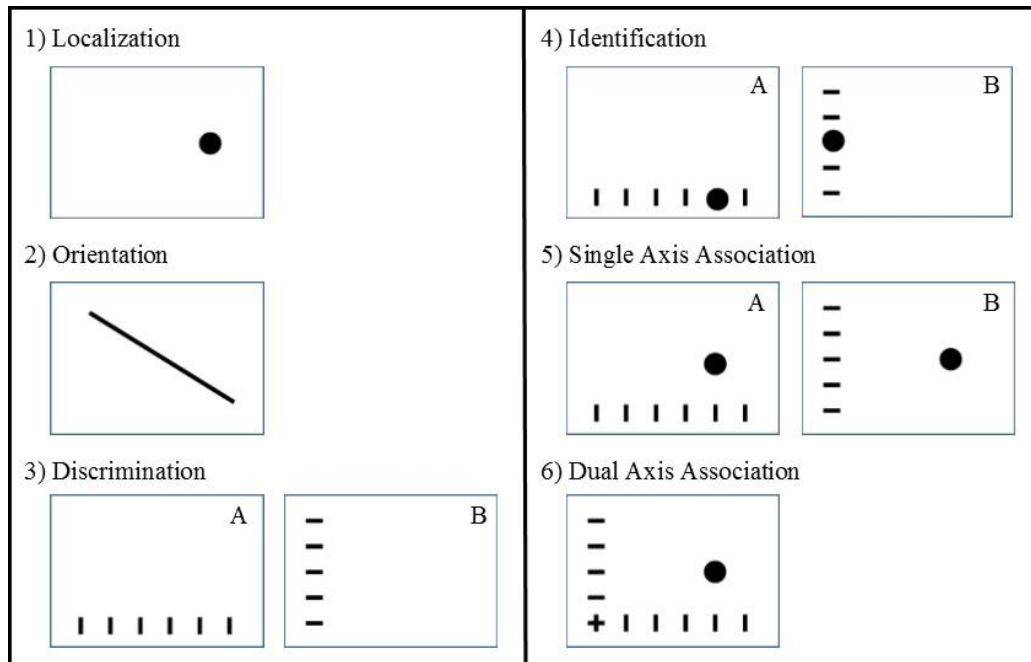 1) Localization
2) Orientation
3) Discrimination
A B
4) Identification
A B
5) Single Axis Association
A B
6) Dual Axis Association